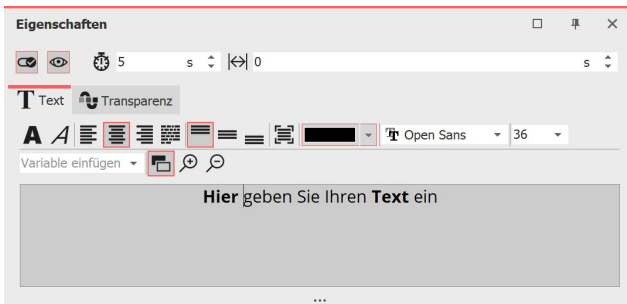 Eigenschaften
5 s 0 s
T Text Transparenz
A A Open Sans 36
Variable einfügen
Hier geben Sie Ihren Text ein
...